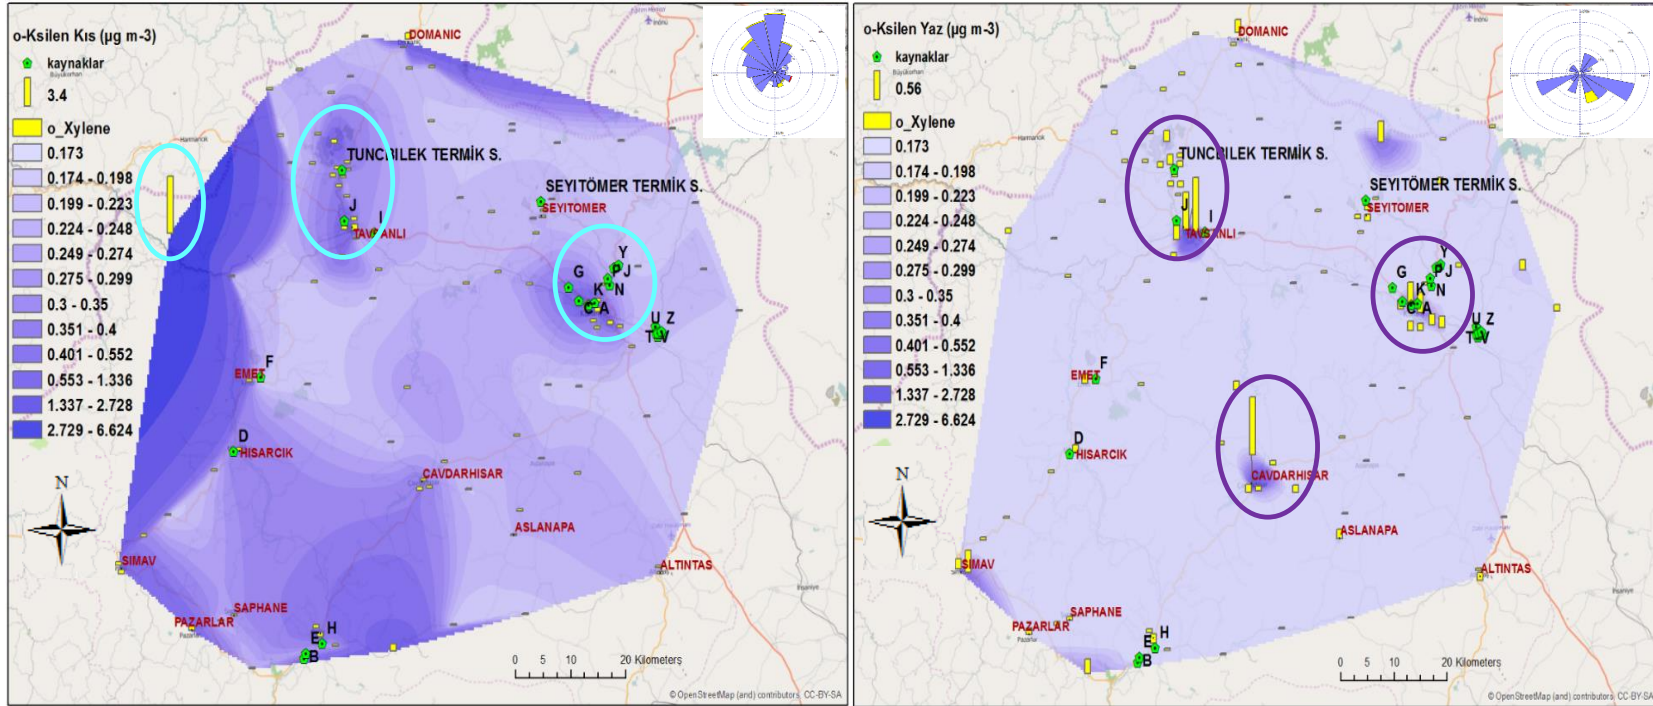 o-Ksilen Kıs (µg m-3)
kaynaklar
3.4
o_Xylene
0.173
0.174 - 0.198
0.199 - 0.223
0.224 - 0.248
0.249 - 0.274
0.275 - 0.299
0.3 - 0.35
0.351 - 0.4
0.401 - 0.552
0.553 - 1.336
1.337 - 2.728
2.729 - 6.624
N
DOMANIC
TUNCBILEK TERMİK S.
SEYITÖMER TERMİK S.
SEYITOMER
J
I
TAVSANLI
Y
P J
G
K N
C A
U Z
T V
F
EMET
D
HISARCIK
CAVDARHISAR
ASLANAPA
SIMAV
ALTINTAS
SAPHANE
PAZARLAR
Pazarlar
H
E
B
0 5 10 20 Kilometers
© OpenStreetMap (and) contributors, CC-BY-SA
o-Ksilen Yaz (µg m-3)
kaynaklar
0.56
o_Xylene
0.173
0.174 - 0.198
0.199 - 0.223
0.224 - 0.248
0.249 - 0.274
0.275 - 0.299
0.3 - 0.35
0.351 - 0.4
0.401 - 0.552
0.553 - 1.336
1.337 - 2.728
2.729 - 6.624
N
DOMANIC
TUNCBILEK TERMİK S.
SEYITÖMER TERMİK S.
SEYITOMER
J
I
TAVSANLI
Y
P J
G
K N
C A
U Z
T V
F
EMET
D
HISARCIK
CAVDARHISAR
ASLANAPA
SIMAV
ALTINTAS
SAPHANE
PAZARLAR
H
E
B
0 5 10 20 Kilometers
© OpenStreetMap (and) contributors, CC-BY-SA